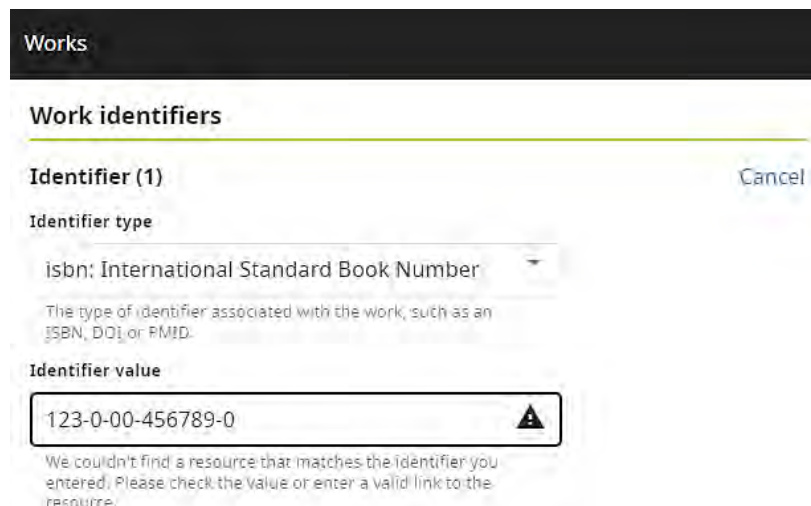 Works
Work identifiers
Identifier (1)
Cancel
Identifier type
isbn: International Standard Book Number
The type of identifier associated with the work, such as an
ISBN, DOI or PMID.
Identifier value
123-0-00-456789-0
We couldn't find a resource that matches the identifier you
entered. Please check the value or enter a valid link to the
resource